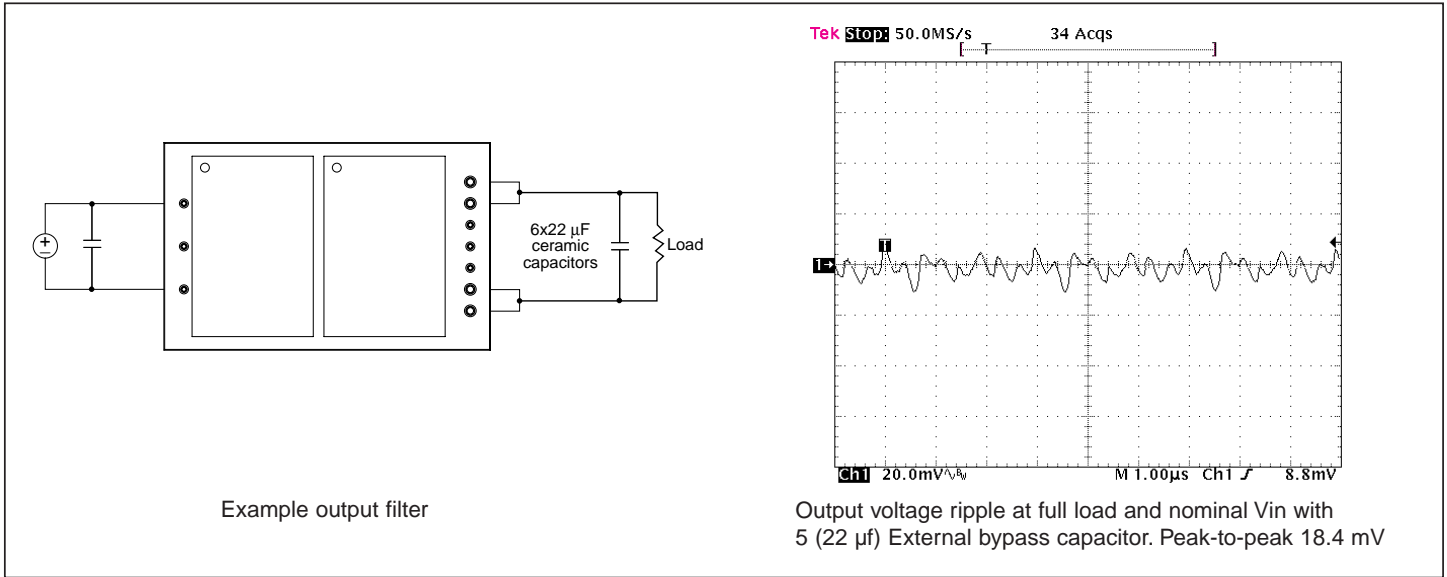 6x22 µF
ceramic
capacitors
Load
Example output filter
Tek Stop: 50.0MS/s 34 Acqs
T
T
1
Ch1 20.0mV Bw M 1.00µs Ch1 8.8mV
Output voltage ripple at full load and nominal Vin with
5 (22 µf) External bypass capacitor. Peak-to-peak 18.4 mV